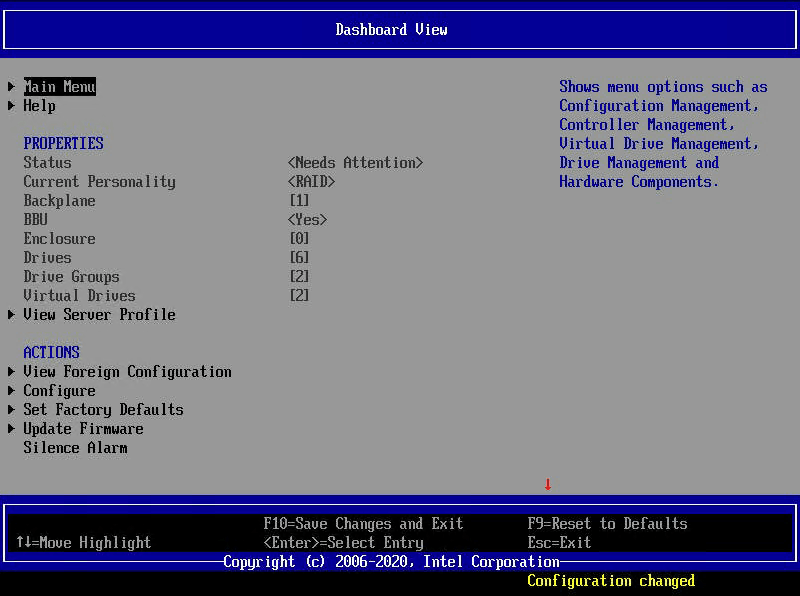 Dashboard View
Main Menu
Help
Shows menu options such as
Configuration Management,
Controller Management,
Virtual Drive Management,
Drive Management and
Hardware Components.
PROPERTIES
Status <Needs Attention>
Current Personality <RAID>
Backplane [1]
BBU <Yes>
Enclosure [0]
Drives [6]
Drive Groups [2]
Virtual Drives [2]
View Server Profile
ACTIONS
View Foreign Configuration
Configure
Set Factory Defaults
Update Firmware
Silence Alarm
↓
F10=Save Changes and Exit F9=Reset to Defaults
↑↓=Move Highlight <Enter>=Select Entry Esc=Exit
Copyright (c) 2006-2020, Intel Corporation
Configuration changed